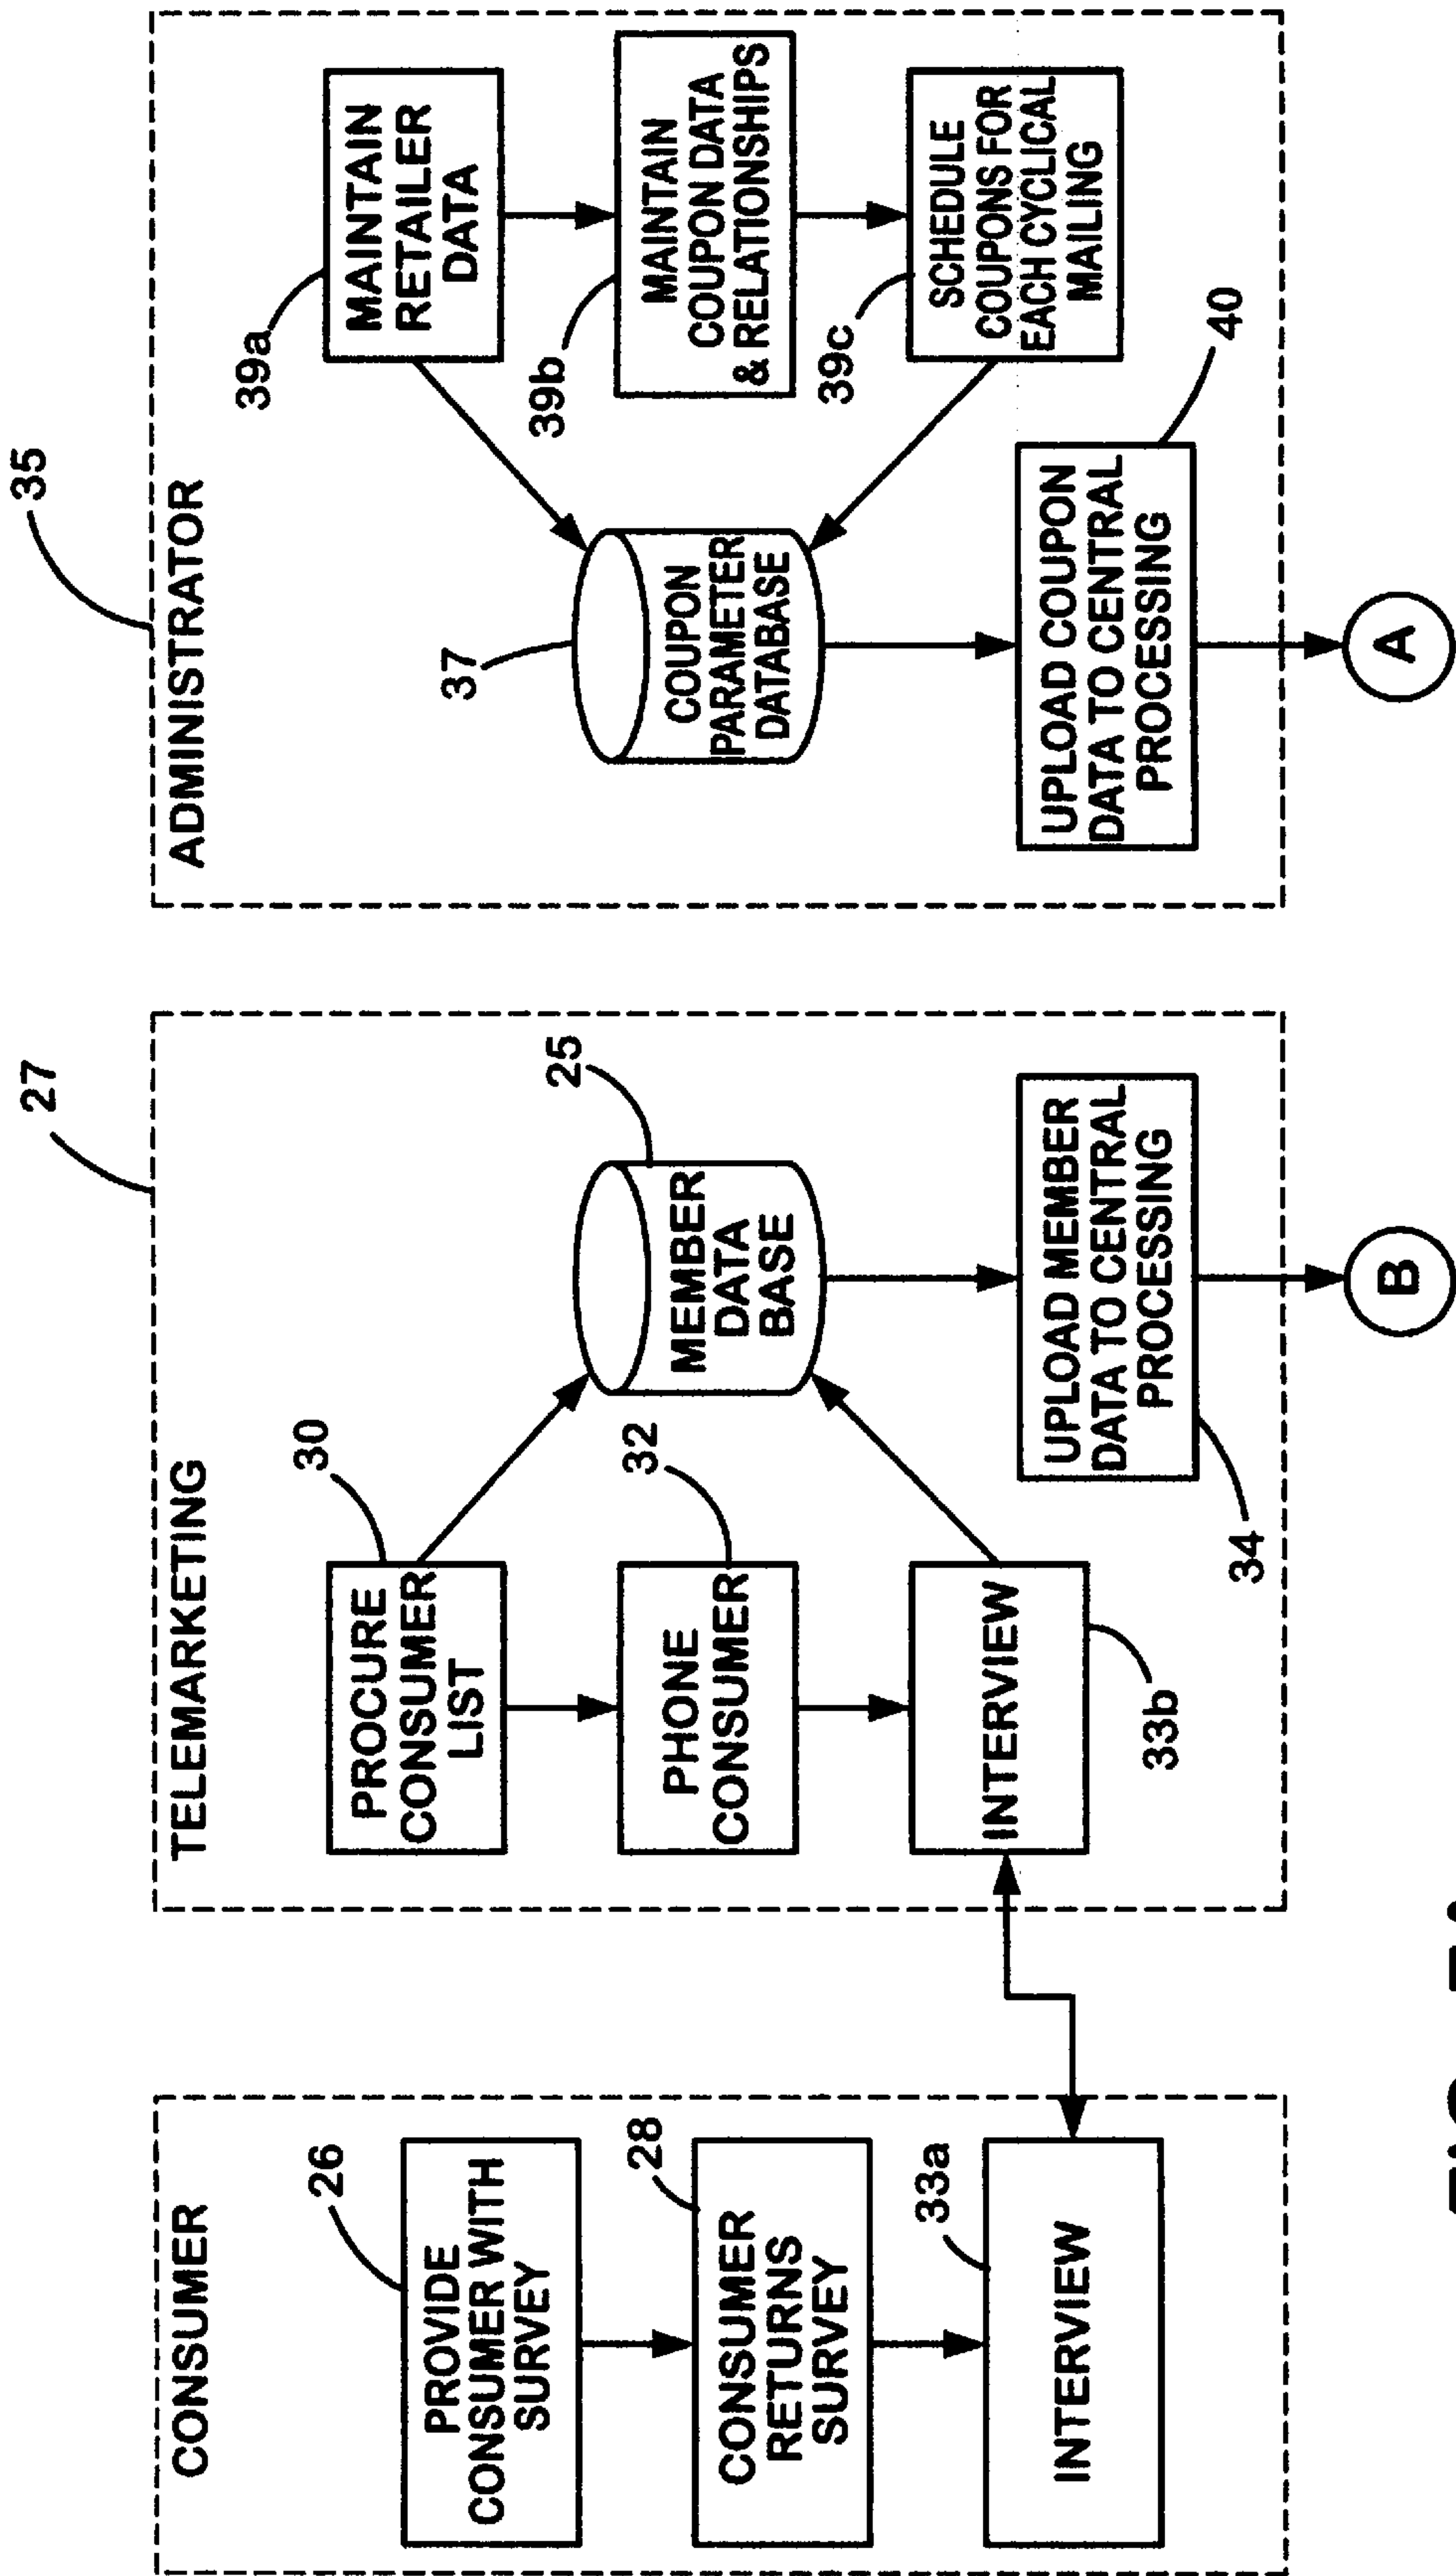 CONSUMER
26
PROVIDE
CONSUMER WITH
SURVEY
28
CONSUMER
RETURNS
SURVEY
33a
INTERVIEW
27
TELEMARKETING
30
PROCURE
CONSUMER
LIST
32
PHONE
CONSUMER
INTERVIEW
33b
25
MEMBER
DATA
BASE
UPLOAD MEMBER
DATA TO CENTRAL
PROCESSING
34
B
35
ADMINISTRATOR
39a
MAINTAIN
RETAILER
DATA
39b
MAINTAIN
COUPON DATA
& RELATIONSHIPS
39c
SCHEDULE
COUPONS FOR
EACH CYCLICAL
MAILING
37
COUPON
PARAMETER
DATABASE
40
UPLOAD COUPON
DATA TO CENTRAL
PROCESSING
A